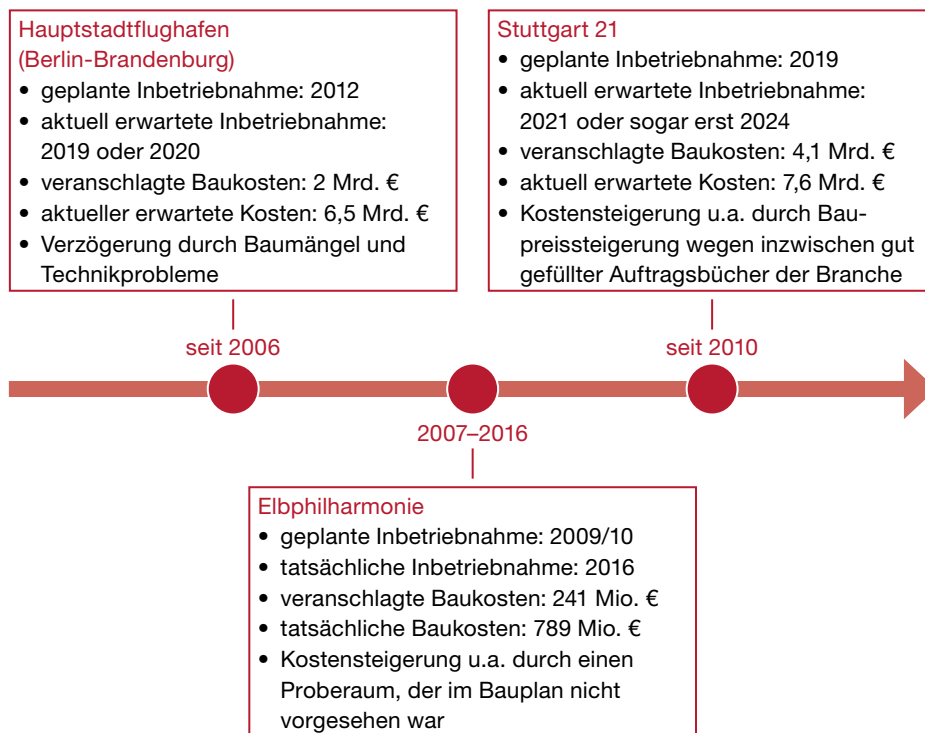 Hauptstadtflughafen
(Berlin-Brandenburg)
• geplante Inbetriebnahme: 2012
• aktuell erwartete Inbetriebnahme:
2019 oder 2020
• veranschlagte Baukosten: 2 Mrd. €
• aktueller erwartete Kosten: 6,5 Mrd. €
• Verzögerung durch Baumängel und
Technikprobleme
Stuttgart 21
• geplante Inbetriebnahme: 2019
• aktuell erwartete Inbetriebnahme:
2021 oder sogar erst 2024
• veranschlagte Baukosten: 4,1 Mrd. €
• aktuell erwartete Kosten: 7,6 Mrd. €
• Kostensteigerung u.a. durch Bau-
preissteigerung wegen inzwischen gut
gefüllter Auftragsbücher der Branche
seit 2006
seit 2010
2007–2016
Elbphilharmonie
• geplante Inbetriebnahme: 2009/10
• tatsächliche Inbetriebnahme: 2016
• veranschlagte Baukosten: 241 Mio. €
• tatsächliche Baukosten: 789 Mio. €
• Kostensteigerung u.a. durch einen
Proberaum, der im Bauplan nicht
vorgesehen war